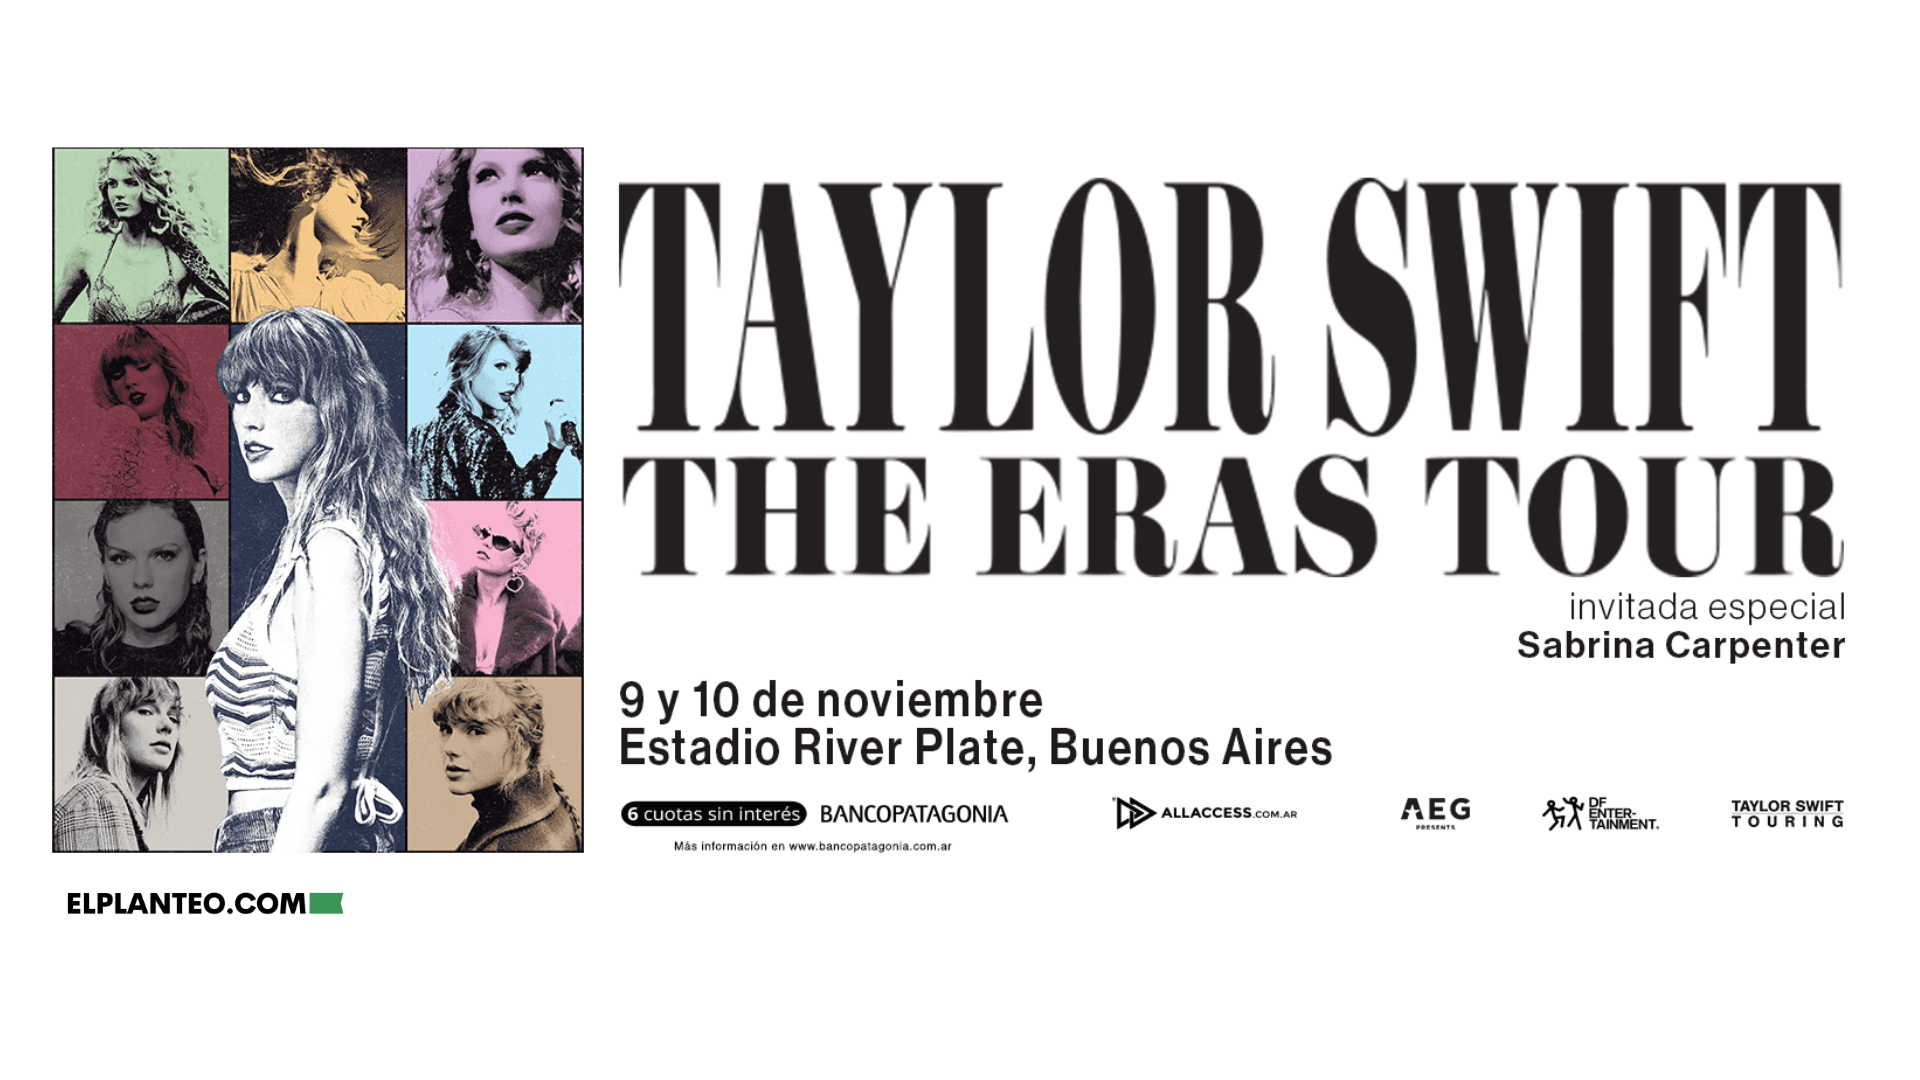 TAYLOR SWIFT
THE ERAS TOUR
invitada especial
Sabrina Carpenter
9 y 10 de noviembre
Estadio River Plate, Buenos Aires
6 cuotas sin interés BANCOPATAGONIA
Más información en www.bancopatagonia.com.ar
ALLACCESS.COM.AR
AEG
PRESENTS
DF
ENTER-
TAINMENT.
TAYLOR SWIFT
TOURING
ELPLANTEO.COM